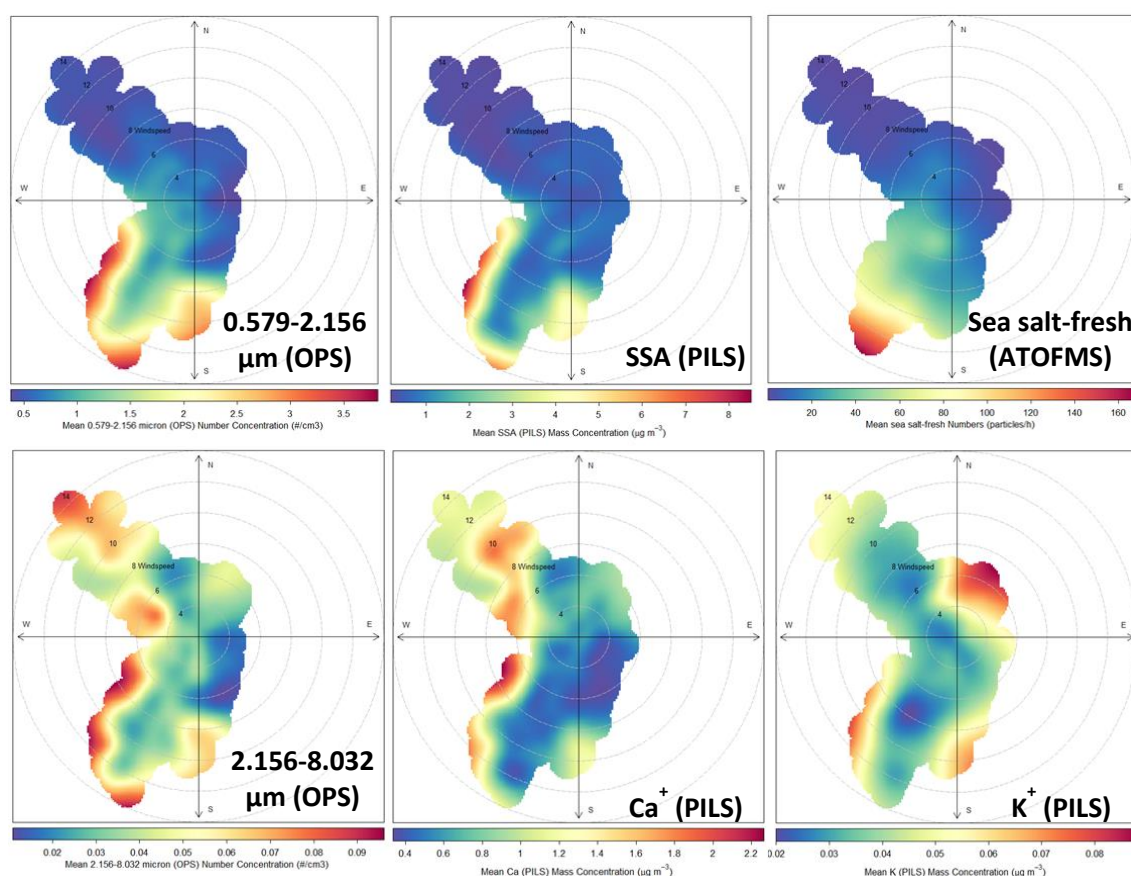 N
14
12
10
8 Windspeed
6
4
W
E
S
0.579-2.156
µm (OPS)
0.5 1 1.5 2 2.5 3 3.5
Mean 0.579-2.156 micron (OPS) Number Concentration (#/cm3)
N
14
12
10
8 Windspeed
6
4
W
E
S
SSA (PILS)
1 2 3 4 5 6 7 8
Mean SSA (PILS) Mass Concentration (µg m⁻³)
N
14
12
10
8 Windspeed
6
4
W
E
S
Sea salt-fresh
(ATOFMS)
20 40 60 80 100 120 140 160
Mean sea salt-fresh Numbers (particles/h)
N
14
12
10
8 Windspeed
6
4
W
E
S
2.156-8.032
µm (OPS)
0.02 0.03 0.04 0.05 0.06 0.07 0.08 0.09
Mean 2.156-8.032 micron (OPS) Number Concentration (#/cm3)
N
14
12
10
8 Windspeed
6
4
W
E
S
Ca⁺ (PILS)
0.4 0.6 0.8 1 1.2 1.4 1.6 1.8 2 2.2
Mean Ca (PILS) Mass Concentration (µg m⁻³)
N
14
12
10
8 Windspeed
6
4
W
E
S
K⁺ (PILS)
0.02 0.03 0.04 0.05 0.06 0.07 0.08
Mean K (PILS) Mass Concentration (µg m⁻³)